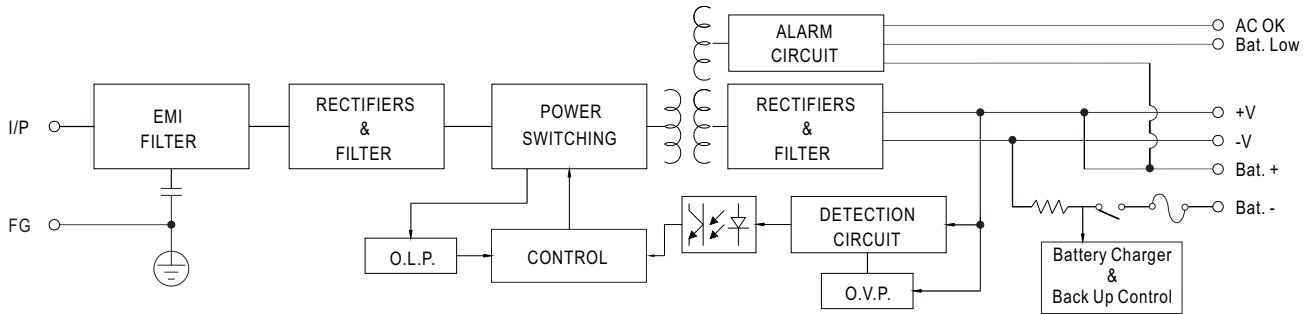 ALARM
CIRCUIT
AC OK
Bat. Low
I/P
EMI
FILTER
RECTIFIERS
&
FILTER
POWER
SWITCHING
RECTIFIERS
&
FILTER
+V
-V
Bat. +
Bat. -
FG
O.L.P.
CONTROL
DETECTION
CIRCUIT
O.V.P.
Battery Charger
&
Back Up Control